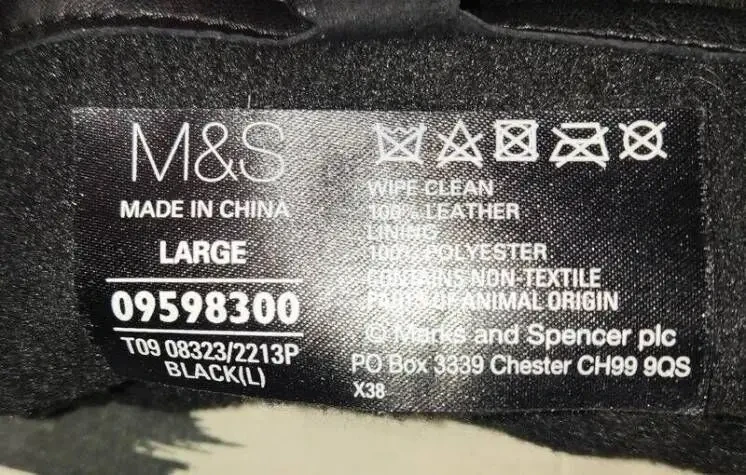 M&S
MADE IN CHINA
LARGE
09598300
T09 08323/2213P
BLACK(L)
WIPE CLEAN
100% LEATHER
LINING
100% POLYESTER
CONTAINS NON-TEXTILE
PARTS OF ANIMAL ORIGIN
© Marks and Spencer plc
PO Box 3339 Chester CH99 9QS
X38